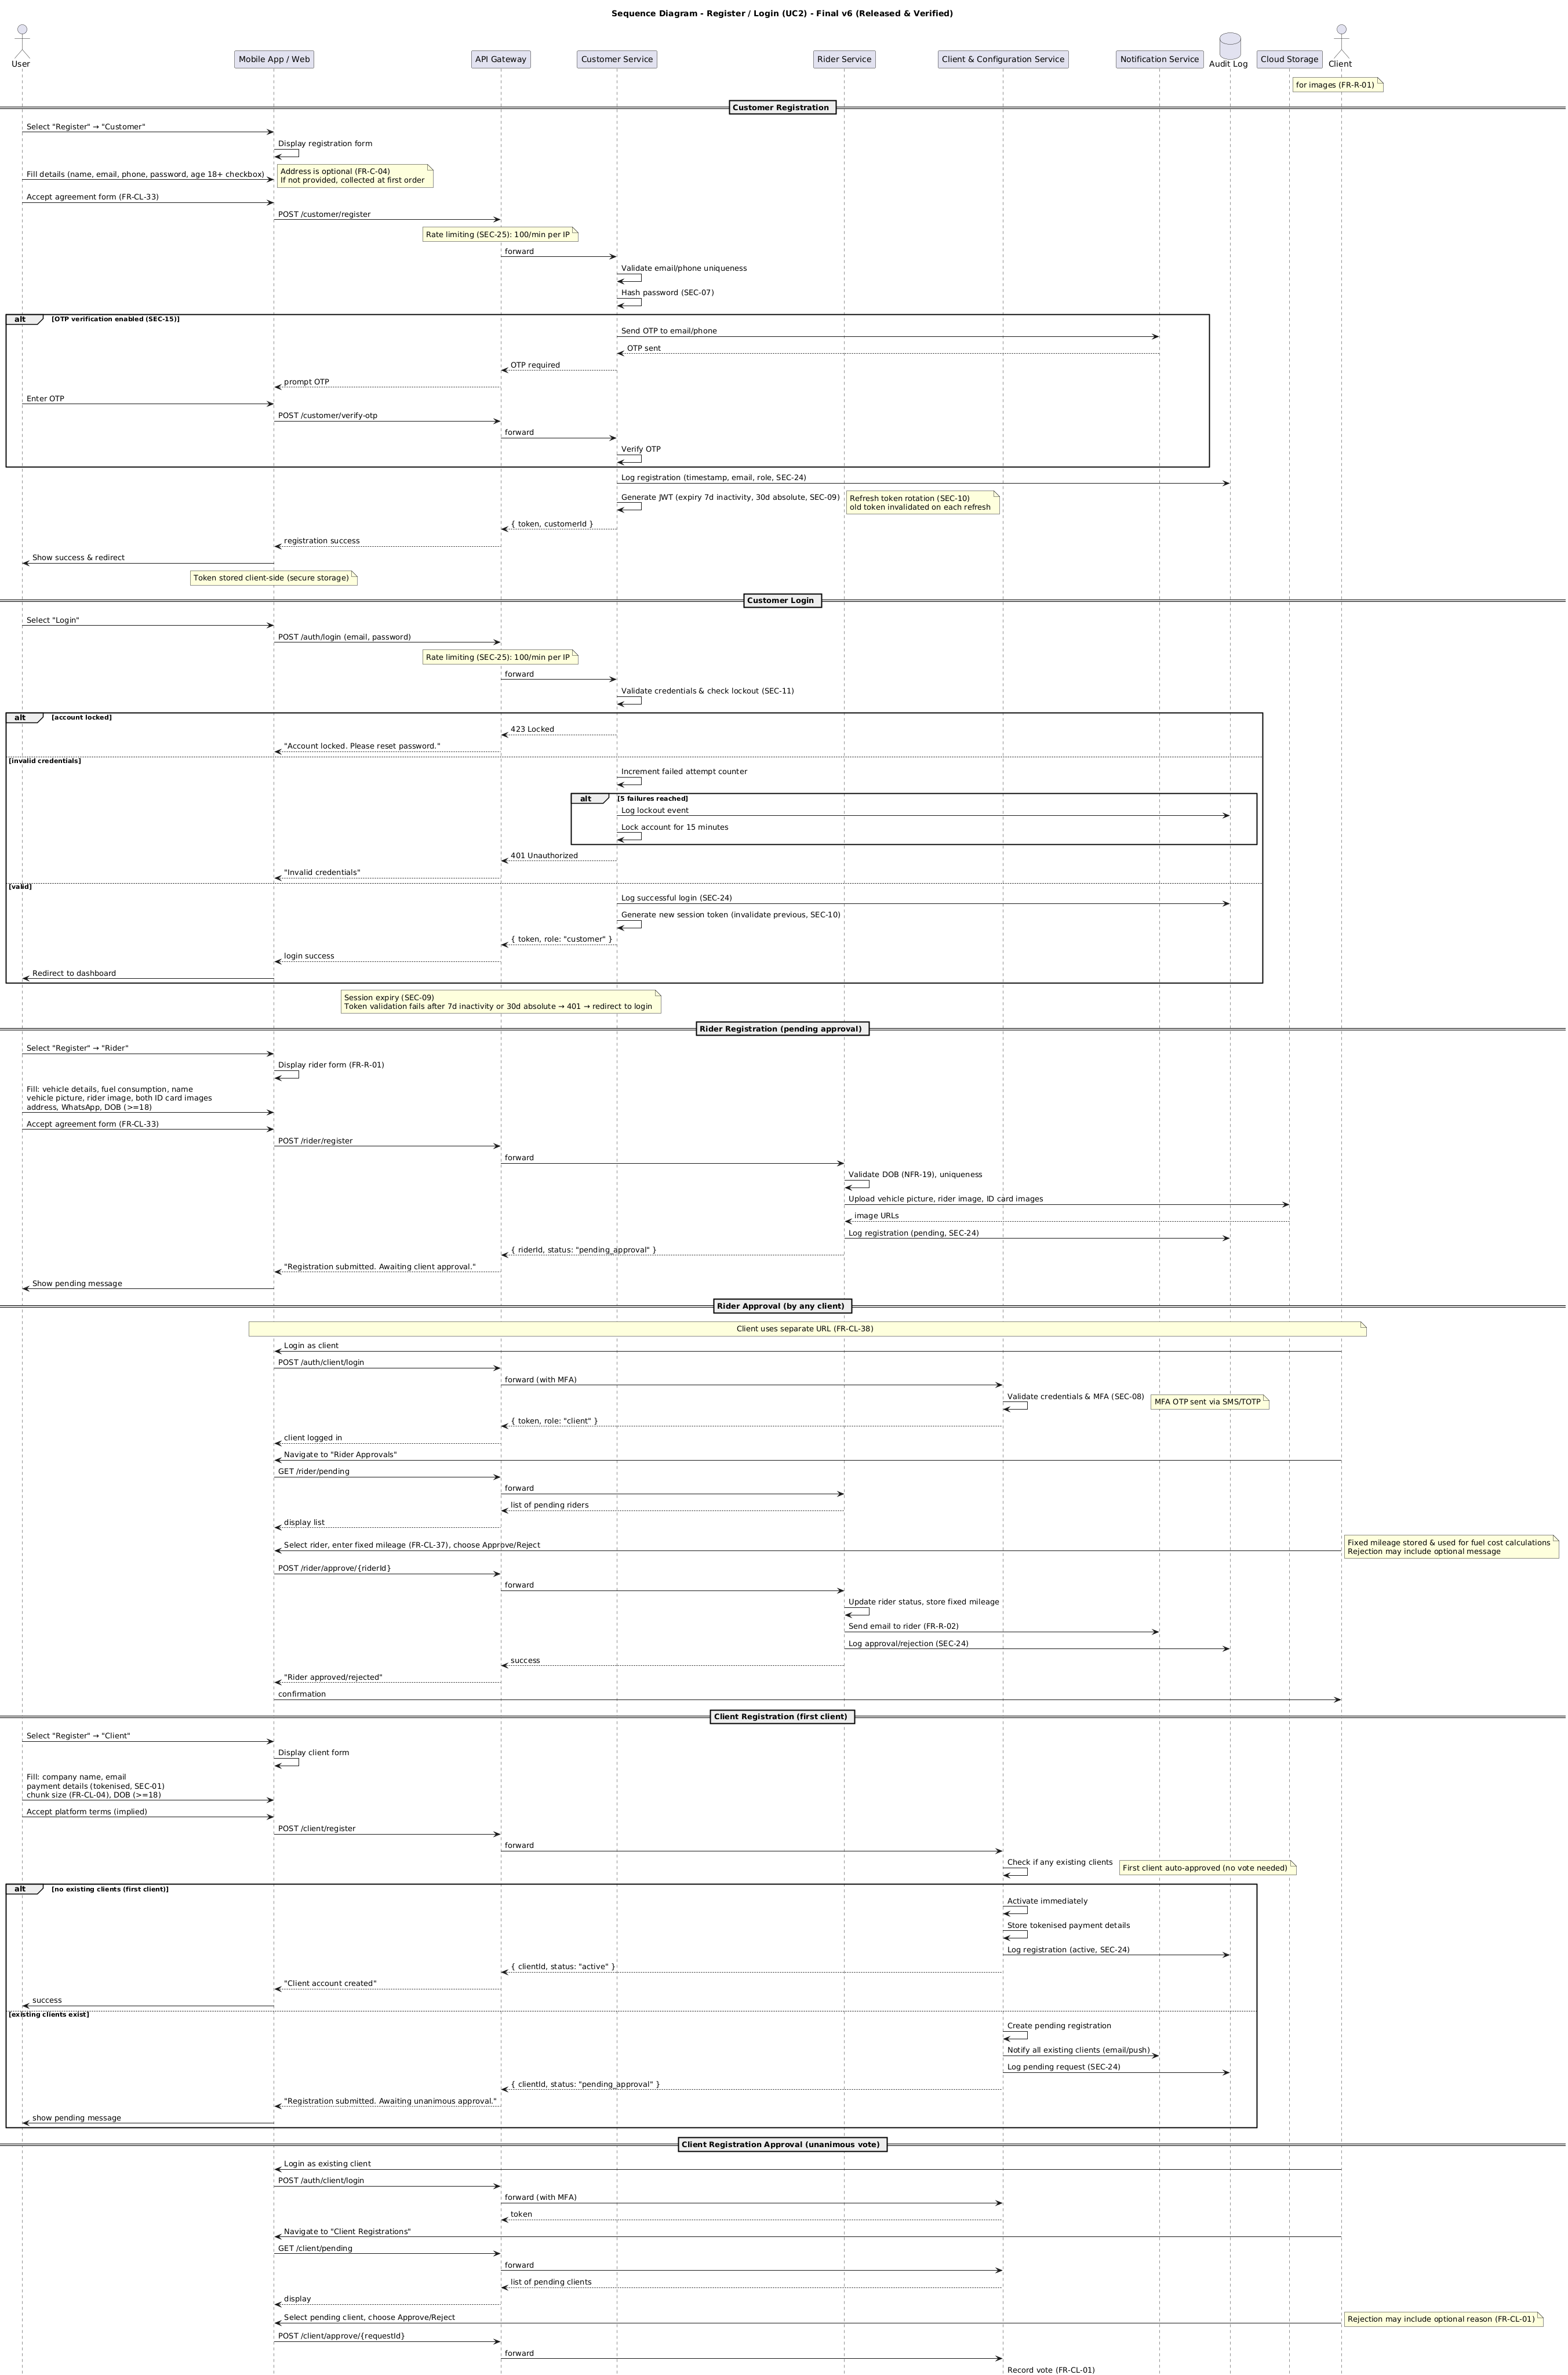 Sequence Diagram - Register / Login (UC2) - Final v6 (Released & Verified)
User
Mobile App / Web
API Gateway
Customer Service
Rider Service
Client & Configuration Service
Notification Service
Audit Log
Cloud Storage
Client
for images (FR-R-01)
Customer Registration
Select "Register" → "Customer"
Display registration form
Fill details (name, email, phone, password, age 18+ checkbox)
Address is optional (FR-C-04)
If not provided, collected at first order
Accept agreement form (FR-CL-33)
POST /customer/register
Rate limiting (SEC-25): 100/min per IP
forward
Validate email/phone uniqueness
Hash password (SEC-07)
alt
[OTP verification enabled (SEC-15)]
Send OTP to email/phone
OTP sent
OTP required
prompt OTP
Enter OTP
POST /customer/verify-otp
forward
Verify OTP
Log registration (timestamp, email, role, SEC-24)
Generate JWT (expiry 7d inactivity, 30d absolute, SEC-09)
Refresh token rotation (SEC-10)
old token invalidated on each refresh
{ token, customerId }
registration success
Show success & redirect
Token stored client-side (secure storage)
Customer Login
Select "Login"
POST /auth/login (email, password)
Rate limiting (SEC-25): 100/min per IP
forward
Validate credentials & check lockout (SEC-11)
alt
[account locked]
423 Locked
"Account locked. Please reset password."
[invalid credentials]
Increment failed attempt counter
alt
[5 failures reached]
Log lockout event
Lock account for 15 minutes
401 Unauthorized
"Invalid credentials"
[valid]
Log successful login (SEC-24)
Generate new session token (invalidate previous, SEC-10)
{ token, role: "customer" }
login success
Redirect to dashboard
Session expiry (SEC-09)
Token validation fails after 7d inactivity or 30d absolute → 401 → redirect to login
Rider Registration (pending approval)
Select "Register" → "Rider"
Display rider form (FR-R-01)
Fill: vehicle details, fuel consumption, name
vehicle picture, rider image, both ID card images
address, WhatsApp, DOB (>=18)
Accept agreement form (FR-CL-33)
POST /rider/register
forward
Validate DOB (NFR-19), uniqueness
Upload vehicle picture, rider image, ID card images
image URLs
Log registration (pending, SEC-24)
{ riderId, status: "pending_approval" }
"Registration submitted. Awaiting client approval."
Show pending message
Rider Approval (by any client)
Client uses separate URL (FR-CL-38)
Login as client
POST /auth/client/login
forward (with MFA)
Validate credentials & MFA (SEC-08)
MFA OTP sent via SMS/TOTP
{ token, role: "client" }
client logged in
Navigate to "Rider Approvals"
GET /rider/pending
forward
list of pending riders
display list
Select rider, enter fixed mileage (FR-CL-37), choose Approve/Reject
Fixed mileage stored & used for fuel cost calculations
Rejection may include optional message
POST /rider/approve/{riderId}
forward
Update rider status, store fixed mileage
Send email to rider (FR-R-02)
Log approval/rejection (SEC-24)
success
"Rider approved/rejected"
confirmation
Client Registration (first client)
Select "Register" → "Client"
Display client form
Fill: company name, email
payment details (tokenised, SEC-01)
chunk size (FR-CL-04), DOB (>=18)
Accept platform terms (implied)
POST /client/register
forward
Check if any existing clients
First client auto-approved (no vote needed)
alt
[no existing clients (first client)]
Activate immediately
Store tokenised payment details
Log registration (active, SEC-24)
{ clientId, status: "active" }
"Client account created"
success
[existing clients exist]
Create pending registration
Notify all existing clients (email/push)
Log pending request (SEC-24)
{ clientId, status: "pending_approval" }
"Registration submitted. Awaiting unanimous approval."
show pending message
Client Registration Approval (unanimous vote)
Login as existing client
POST /auth/client/login
forward (with MFA)
token
Navigate to "Client Registrations"
GET /client/pending
forward
list of pending clients
display
Select pending client, choose Approve/Reject
Rejection may include optional reason (FR-CL-01)
POST /client/approve/{requestId}
forward
Record vote (FR-CL-01)